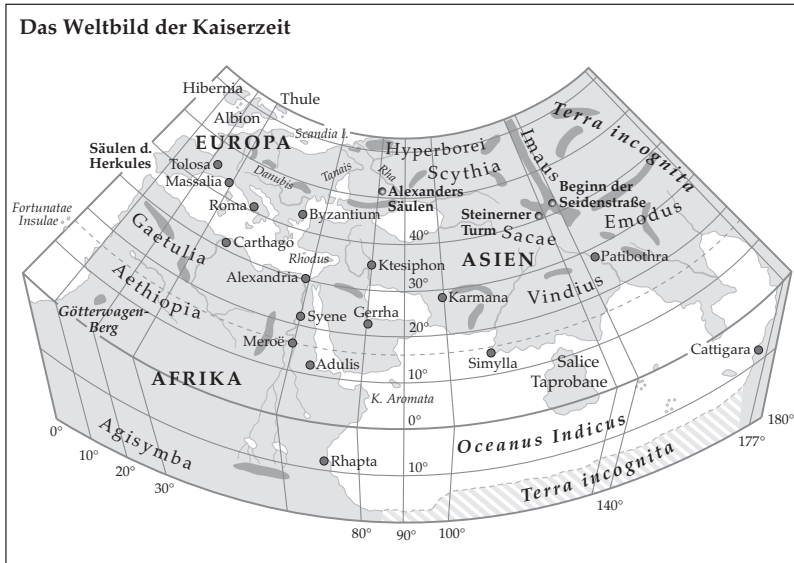 Das Weltbild der Kaiserzeit
Hibernia
Thule
Albion
Scandia I.
EUROPA
Säulen d.
Herkules
Tolosa
Massalia
Danubis
Tanais
Rha
Hyperborei
Scythia
Imaus
Terra incognita
Alexanders
Säulen
Beginn der
Seidenstraße
Steinerner
Turm
Sacae
Emodus
Roma
Byzantium
Fortunatae
Insulae
Gaetulia
Carthago
Rhodus
Ktesiphon
ASIEN
Patibothra
40°
Aethiopia
Alexandria
30°
Karmana
Vindius
Götterwagen-
Berg
Syene
Gerrha
20°
Meroë
Adulis
10°
Simylla
Salice
Taprobane
Cattigara
AFRIKA
K. Aromata
0°
Oceanus Indicus
Agisymba
Rhapta
10°
Terra incognita
0°
10°
20°
30°
80°
90°
100°
140°
177°
180°